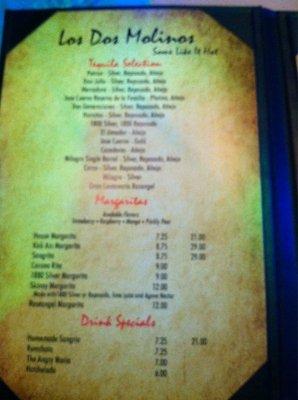 Los Dos Molinos
Some Like It Hot
Tequila Selection
Patron - Silver, Reposado, Añejo
Don Julio - Silver, Reposado, Añejo
Herradura - Silver, Reposado, Añejo
Jose Cuervo Reserva de la Familia - Platino, Añejo
Dos Generaciones - Silver, Reposado, Añejo
Hornitos - Silver, Reposado, Añejo
1800 Silver, 1800 Reposado
El Jimador - Añejo
Jose Cuervo - Gold
Cazadores - Añejo
Milagro Single Barrel - Silver, Reposado, Añejo
Corzo - Silver, Reposado, Añejo
Milagro - Silver
Gran Centenario Rosangel
Margaritas
Available Flavors
Strawberry • Raspberry • Mango • Prickly Pear
House Margarita 7.25 21.00
Kick Ass Margarita 8.75 29.00
Sangrita 8.75 29.00
Corona Rita 9.00
1800 Silver Margarita 9.00
Skinny Margarita 12.00
Made with 1800 Silver or Reposado, lime juice and Agave Nectar
Rosangel Margarita 12.00
Drink Specials
Homemade Sangria 7.25 21.00
Rumchata 7.25
The Angry Maria 7.00
Hotchelada 6.00